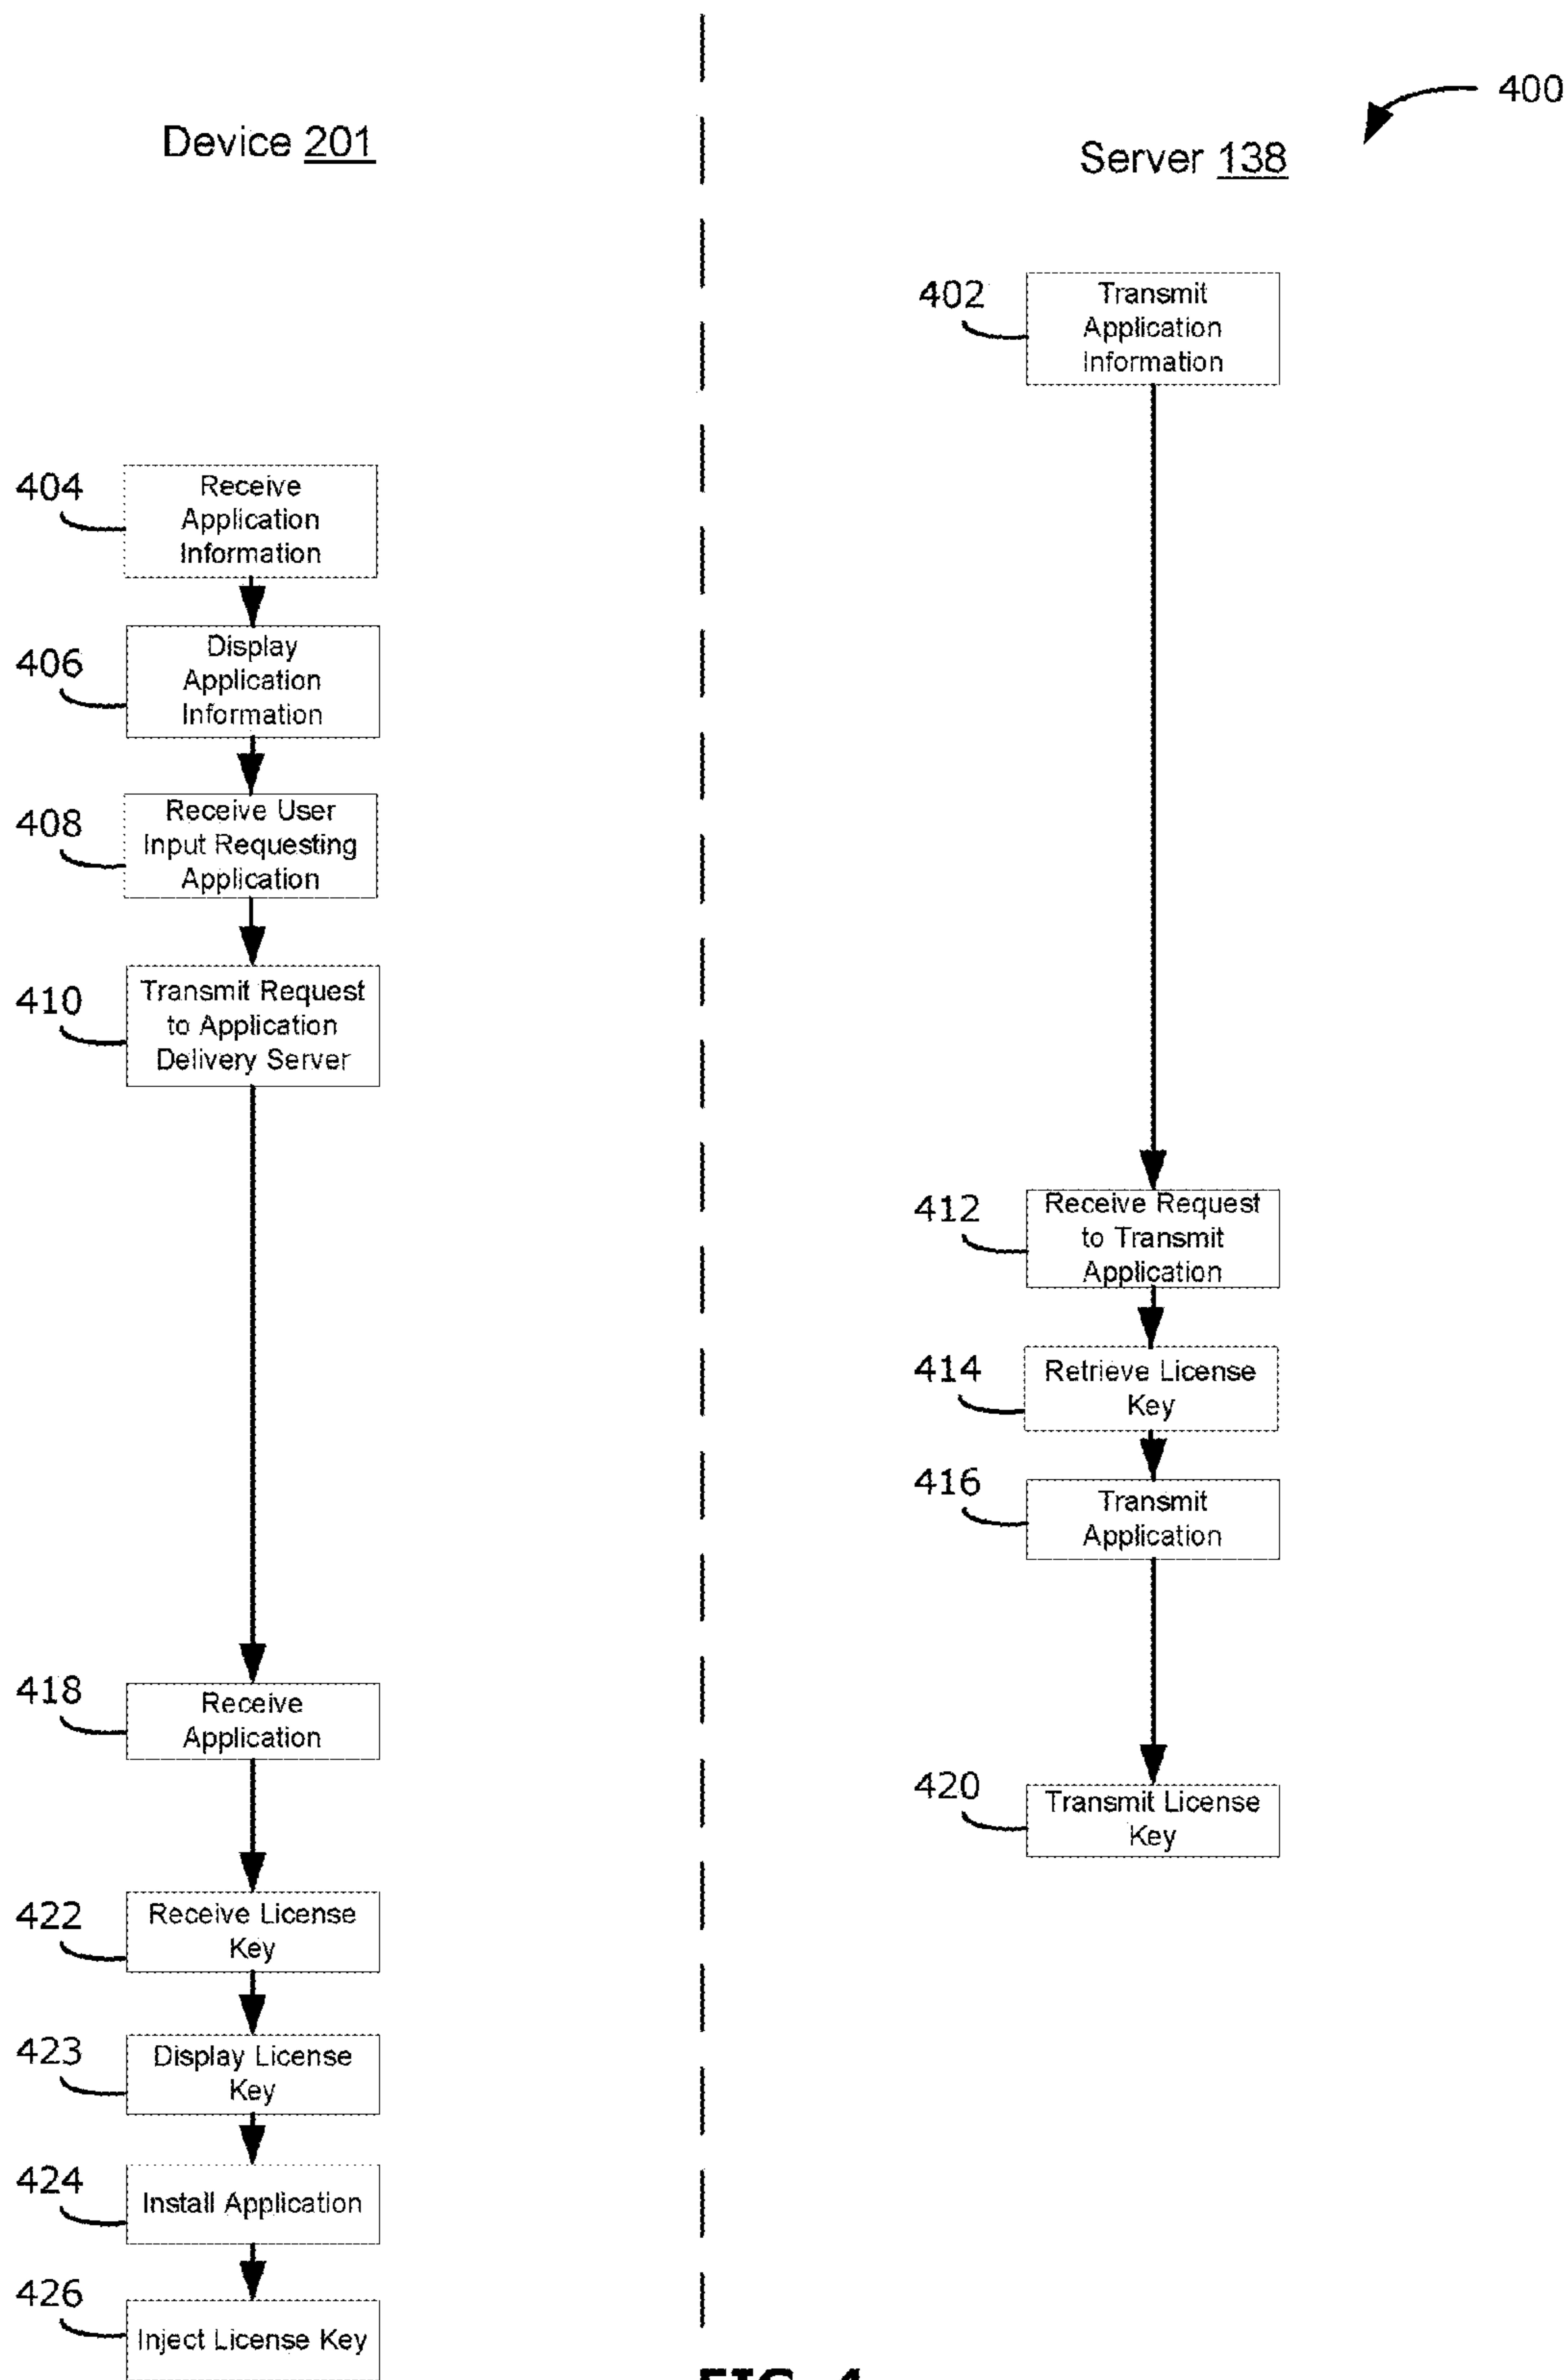 400
Device 201
Server 138
402
Transmit
Application
Information
404
Receive
Application
Information
406
Display
Application
Information
408
Receive User
Input Requesting
Application
410
Transmit Request
to Application
Delivery Server
412
Receive Request
to Transmit
Application
414
Retrieve License
Key
416
Transmit
Application
418
Receive
Application
420
Transmit License
Key
422
Receive License
Key
423
Display License
Key
424
Install Application
426
Inject License Key
FIG. 4